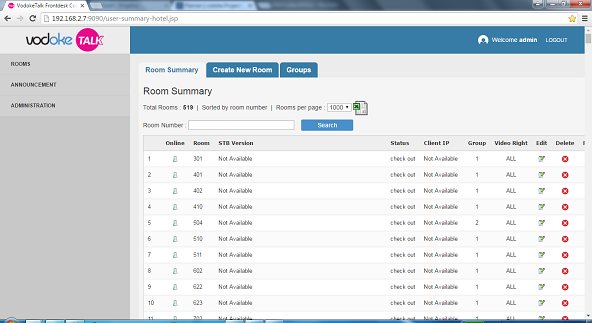 VodokeTalk Frontdesk Co
192.168.2.7:9090/user-summary-hotel.jsp
vodoke TALK
Welcome admin LOGOUT
ROOMS
ANNOUNCEMENT
ADMINISTRATION
Room Summary Create New Room Groups
Room Summary
Total Rooms : 519 | Sorted by room number | Rooms per page : 1000
Room Number : Search
Online Room STB Version Status Client IP Group Video Right Edit Delete
1 301 Not Available check out Not Available 1 ALL
2 401 Not Available check out Not Available 1 ALL
3 402 Not Available check out Not Available 1 ALL
4 410 Not Available check out Not Available 1 ALL
5 504 Not Available check out Not Available 2 ALL
6 510 Not Available check out Not Available 1 ALL
7 511 Not Available check out Not Available 1 ALL
8 602 Not Available check out Not Available 1 ALL
9 622 Not Available check out Not Available 1 ALL
10 623 Not Available check out Not Available 1 ALL